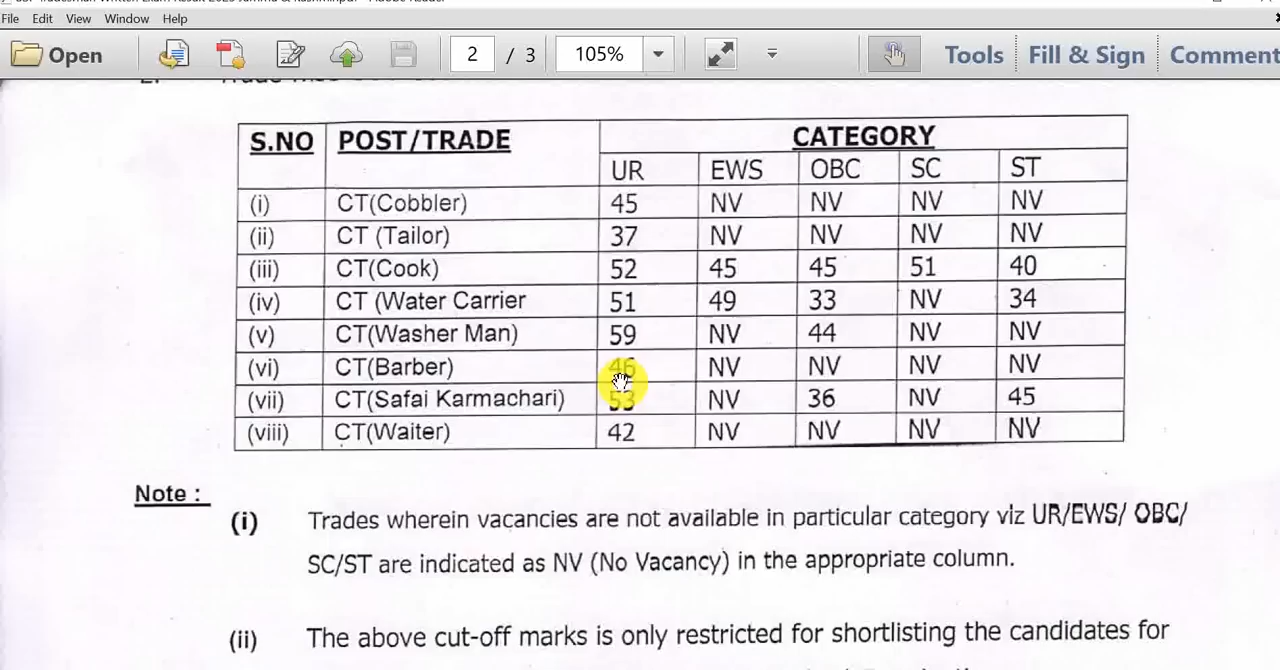 File Edit View Window Help
Open 2 / 3 105% Tools Fill & Sign Comment
S.NO POST/TRADE CATEGORY
UR EWS OBC SC ST
(i) CT(Cobbler) 45 NV NV NV NV
(ii) CT (Tailor) 37 NV NV NV NV
(iii) CT(Cook) 52 45 45 51 40
(iv) CT (Water Carrier 51 49 33 NV 34
(v) CT(Washer Man) 59 NV 44 NV NV
(vi) CT(Barber) 46 NV NV NV NV
(vii) CT(Safai Karmachari) 53 NV 36 NV 45
(viii) CT(Waiter) 42 NV NV NV NV
Note :
(i) Trades wherein vacancies are not available in particular category viz UR/EWS/ OBC/
SC/ST are indicated as NV (No Vacancy) in the appropriate column.
(ii) The above cut-off marks is only restricted for shortlisting the candidates for